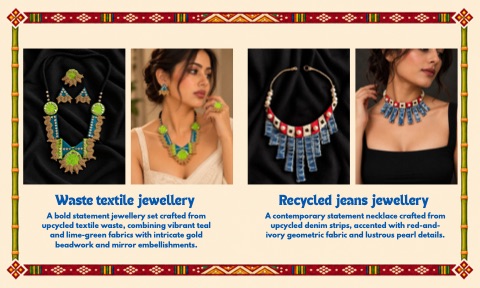 Waste textile jewellery
A bold statement jewellery set crafted from
upcycled textile waste, combining vibrant teal
and lime-green fabrics with intricate gold
beadwork and mirror embellishments.
Recycled jeans jewellery
A contemporary statement necklace crafted from
upcycled denim strips, accented with red-and-
ivory geometric fabric and lustrous pearl details.